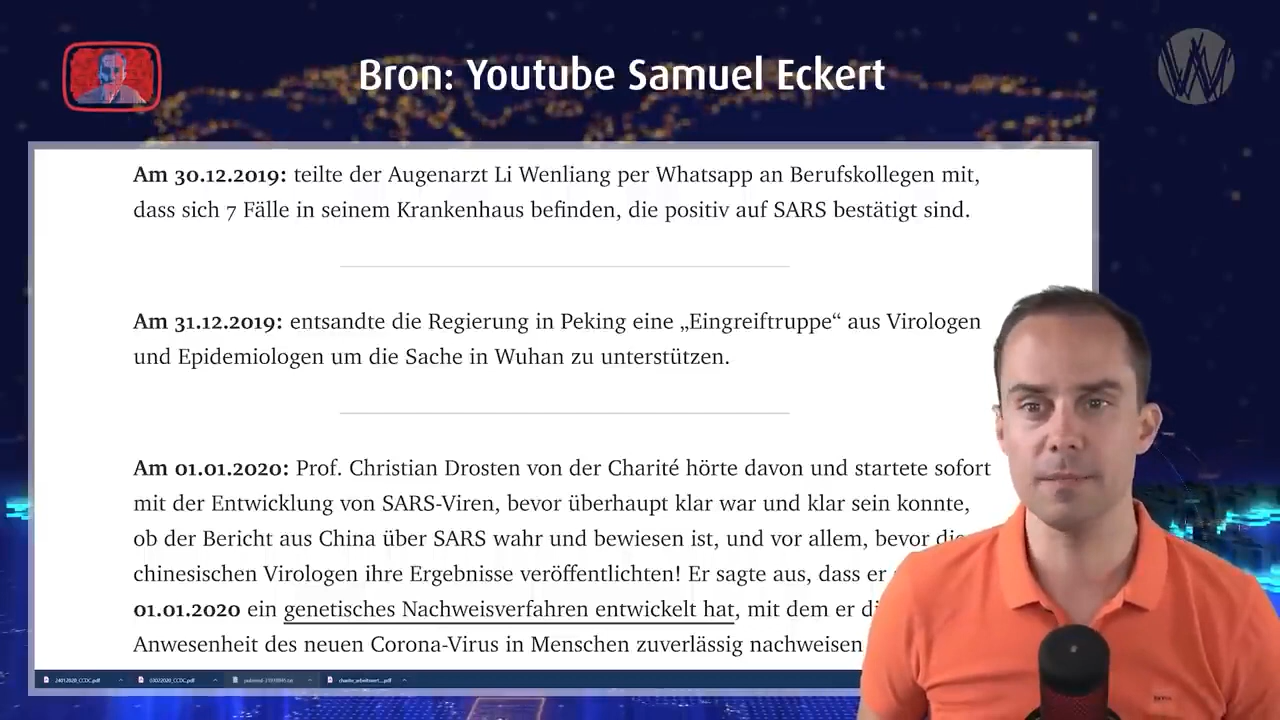 Bron: Youtube Samuel Eckert
Am 30.12.2019: teilte der Augenarzt Li Wenliang per Whatsapp an Berufskollegen mit,
dass sich 7 Fälle in seinem Krankenhaus befinden, die positiv auf SARS bestätigt sind.
Am 31.12.2019: entsandte die Regierung in Peking eine „Eingreiftruppe“ aus Virologen
und Epidemiologen um die Sache in Wuhan zu unterstützen.
Am 01.01.2020: Prof. Christian Drosten von der Charité hörte davon und startete sofort
mit der Entwicklung von SARS-Viren, bevor überhaupt klar war und klar sein konnte,
ob der Bericht aus China über SARS wahr und bewiesen ist, und vor allem, bevor die
chinesischen Virologen ihre Ergebnisse veröffentlichten! Er sagte aus, dass er
01.01.2020 ein genetisches Nachweisverfahren entwickelt hat, mit dem er di
Anwesenheit des neuen Corona-Virus in Menschen zuverlässig nachweisen